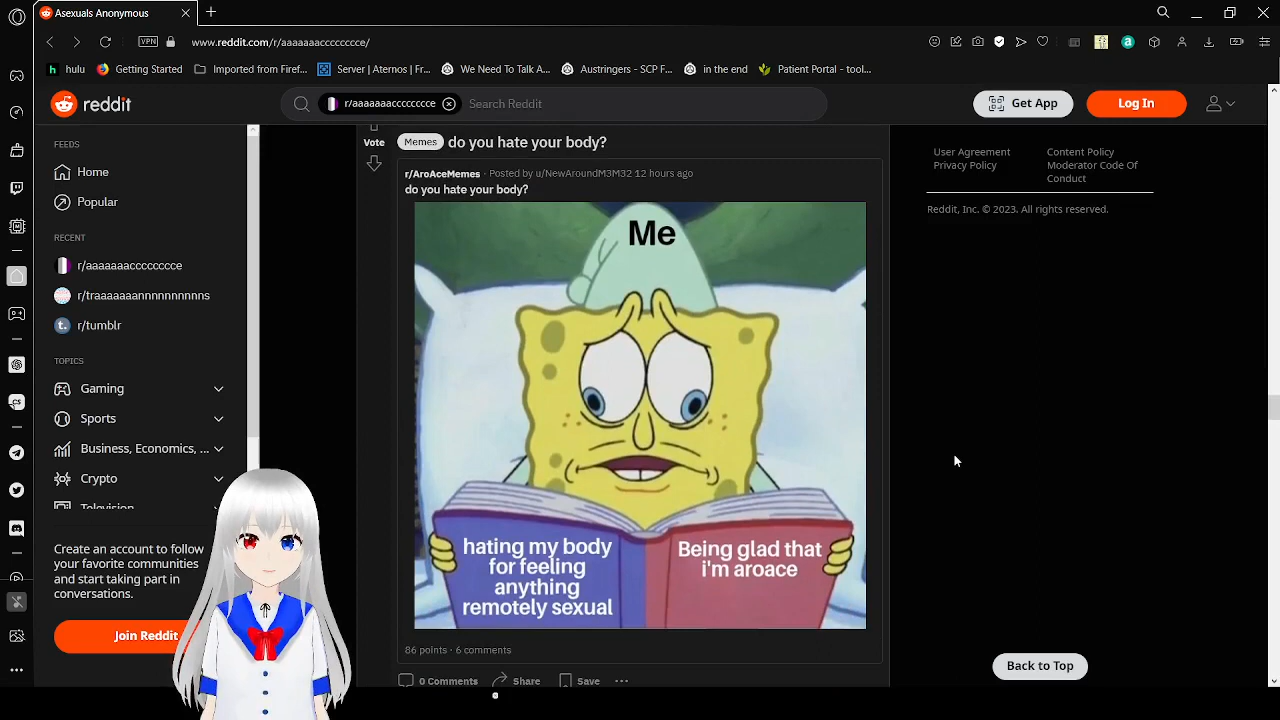 Asexuals Anonymous
VPN
www.reddit.com/r/aaaaaaacccccccce/
hulu
Getting Started
Imported from Firef...
Server | Aternos | Fr...
We Need To Talk A...
Austringers - SCP F...
in the end
Patient Portal - tool...
reddit
r/aaaaaaacccccccce
Search Reddit
Get App
Log In
FEEDS
Home
Popular
RECENT
r/aaaaaaacccccccce
r/traaaaaaannnnnnnnns
r/tumblr
TOPICS
Gaming
Sports
Business, Economics, ...
Crypto
Television
Create an account to follow
your favorite communities
and start taking part in
conversations.
Join Reddit
Vote
Memes do you hate your body?
r/AroAceMemes · Posted by u/NewAroundM3M32 12 hours ago
do you hate your body?
Me
hating my body
for feeling
anything
remotely sexual
Being glad that
i'm aroace
86 points · 6 comments
0 Comments
Share
Save
User Agreement
Privacy Policy
Content Policy
Moderator Code Of
Conduct
Reddit, Inc. © 2023. All rights reserved.
Back to Top